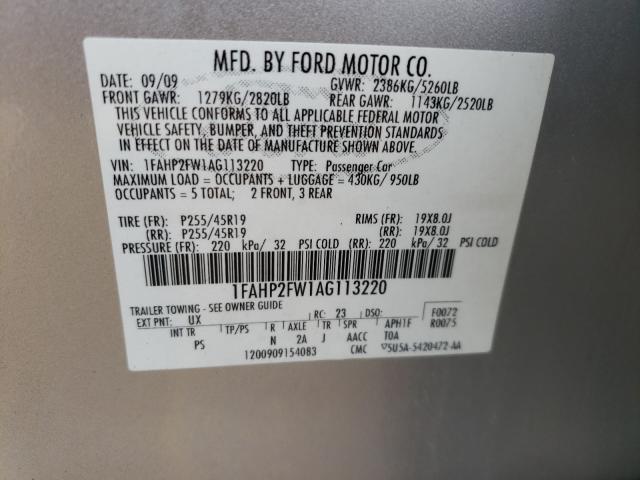 MFD. BY FORD MOTOR CO.
DATE: 09/09 GVWR: 2386KG/5260LB
FRONT GAWR: 1279KG/2820LB REAR GAWR: 1143KG/2520LB
THIS VEHICLE CONFORMS TO ALL APPLICABLE FEDERAL MOTOR
VEHICLE SAFETY, BUMPER, AND THEFT PREVENTION STANDARDS
IN EFFECT ON THE DATE OF MANUFACTURE SHOWN ABOVE.
VIN: 1FAHP2FW1AG113220 TYPE: Passenger Car
MAXIMUM LOAD = OCCUPANTS + LUGGAGE = 430KG/950LB
OCCUPANTS = 5 TOTAL; 2 FRONT, 3 REAR
TIRE (FR): P255/45R19 RIMS (FR): 19X8.0J
(RR): P255/45R19 (RR): 19X8.0J
PRESSURE (FR): 220 kPa/ 32 PSI COLD (RR): 220 kPa/ 32 PSI COLD
1FAHP2FW1AG113220
TRAILER TOWING - SEE OWNER GUIDE
EXT PNT: UX RC: 23 DSO: F0072
INT TR TP/PS R AXLE TR SPR APH1F R0075
PS N 2A J AACC TOA
1200909154083 CMC 5U5A-5420472-AA